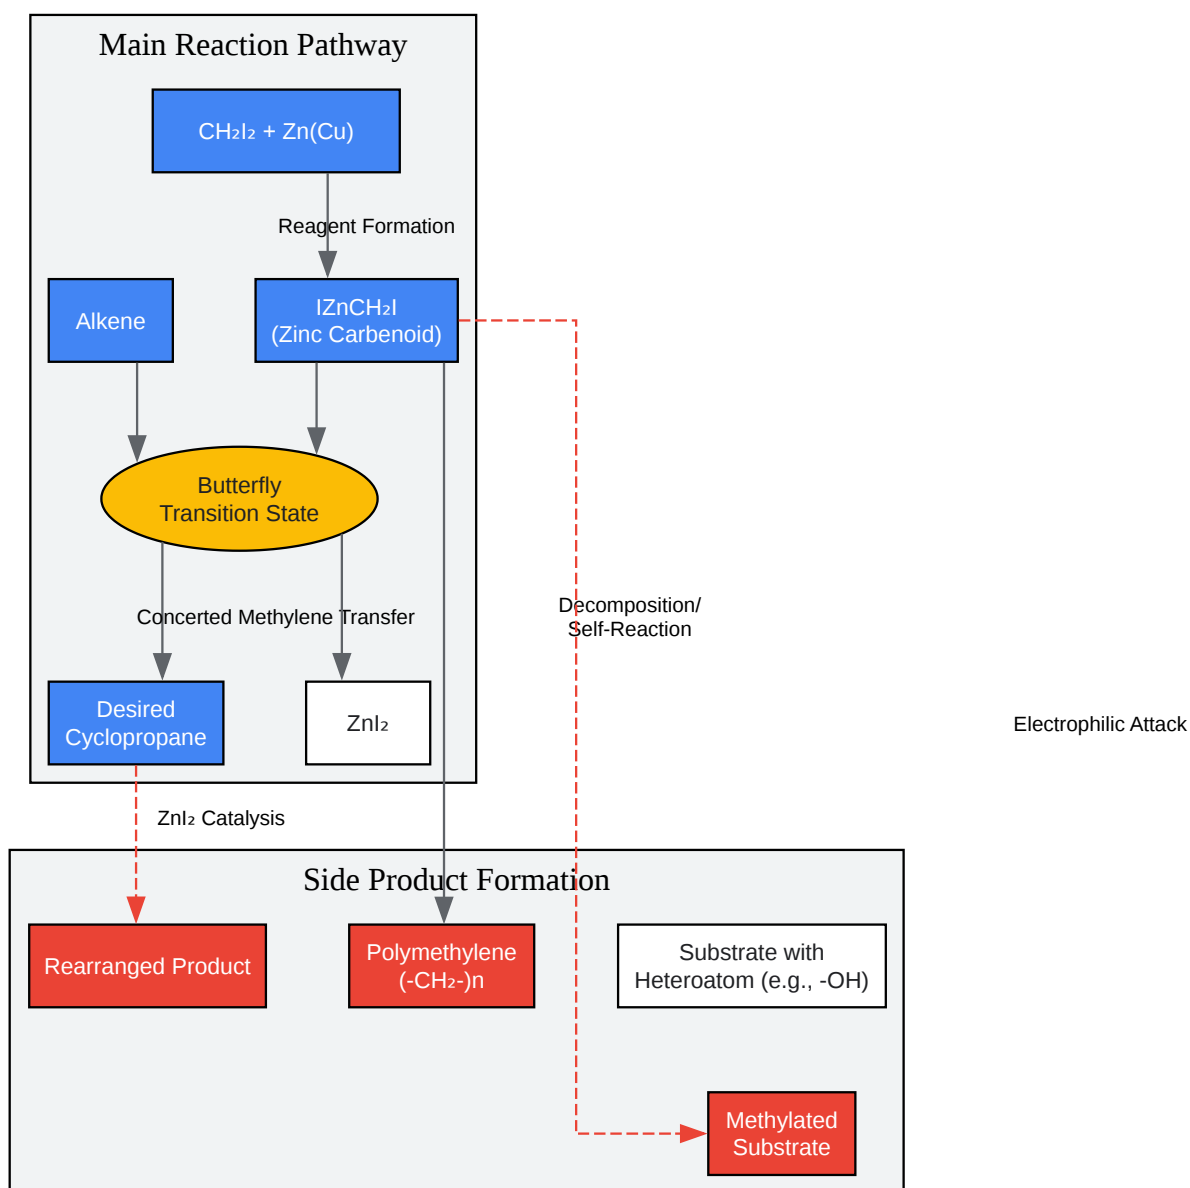 Main Reaction Pathway
CH₂I₂ + Zn(Cu)
Reagent Formation
Alkene
IZnCH₂I
(Zinc Carbenoid)
Butterfly
Transition State
Concerted Methylene Transfer
Decomposition/
Self-Reaction
Desired
Cyclopropane
ZnI₂
Electrophilic Attack
ZnI₂ Catalysis
Side Product Formation
Rearranged Product
Polymethylene
(-CH₂-)n
Substrate with
Heteroatom (e.g., -OH)
Methylated
Substrate